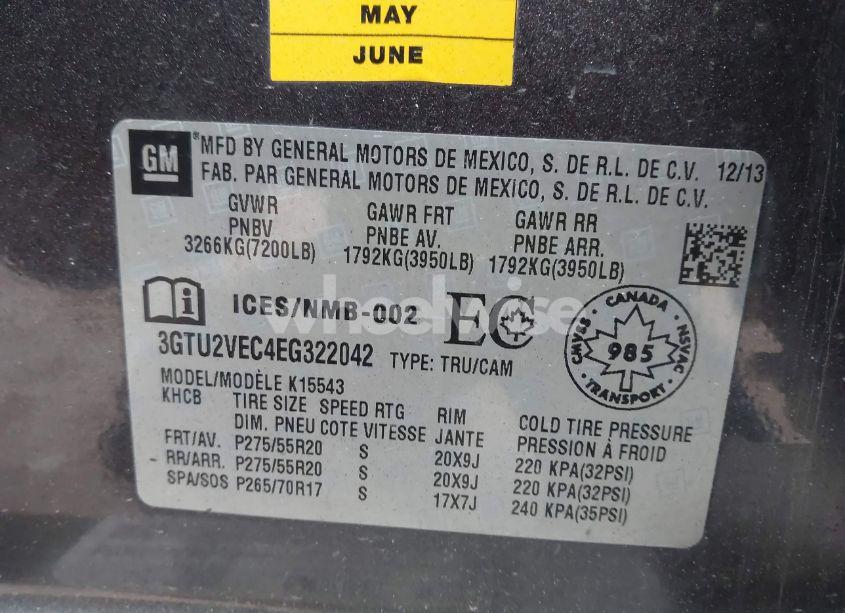 MAY
JUNE
GM
MFD BY GENERAL MOTORS DE MEXICO, S. DE R.L. DE C.V. 12/13
FAB. PAR GENERAL MOTORS DE MEXICO, S. DE R.L. DE C.V.
GVWR GAWR FRT GAWR RR
PNBV PNBE AV. PNBE ARR.
3266KG(7200LB) 1792KG(3950LB) 1792KG(3950LB)
i ICES/NMB-002 EC
wheelwise
CANADA
CMVSS 985 NSVAC
TRANSPORT
3GTU2VEC4EG322042 TYPE: TRU/CAM
MODEL/MODÈLE K15543
KHCB TIRE SIZE SPEED RTG RIM COLD TIRE PRESSURE
DIM. PNEU COTE VITESSE JANTE PRESSION À FROID
FRT/AV. P275/55R20 S 20X9J 220 KPA(32PSI)
RR/ARR. P275/55R20 S 20X9J 220 KPA(32PSI)
SPA/SOS P265/70R17 S 17X7J 240 KPA(35PSI)